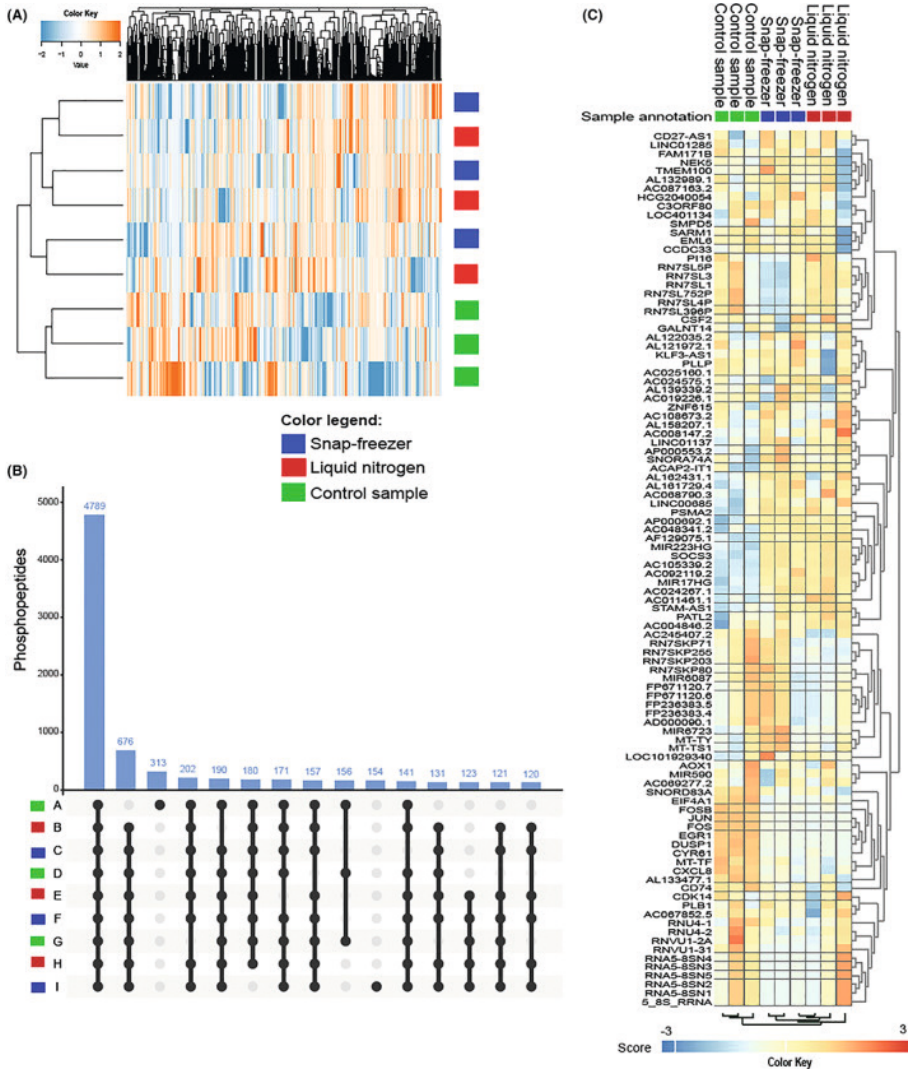 (A)
Color Key
-2 -1 0 1 2
Value
Color legend:
Snap-freezer
Liquid nitrogen
Control sample
(B)
Phosphopeptides
5000
4000
3000
2000
1000
0
4789
676
313
202
190
180
171
157
156
154
141
131
123
121
120
A
B
C
D
E
F
G
H
I
(C)
Control sample
Control sample
Control sample
Snap-freezer
Snap-freezer
Snap-freezer
Liquid nitrogen
Liquid nitrogen
Liquid nitrogen
Sample annotation
CD27-AS1
LINC01285
FAM171B
NEK5
TMEM100
AL132989.1
AC087163.2
HCG2040054
C3ORF80
LOC401134
SMPD5
SARM1
EML6
CCDC33
PI16
RN7SL5P
RN7SL3
RN7SL1
RN7SL752P
RN7SL4P
RN7SL396P
CSF2
GALNT14
AL122035.2
AL121972.1
KLF3-AS1
PLLP
AC025160.1
AC024575.1
AL139339.2
AC019226.1
ZNF615
AC108673.2
AL158207.1
AC008147.2
LINC01137
AP000553.2
SNORA74A
ACAP2-IT1
AL162431.1
AL161729.4
AC068790.3
LINC00685
PSMA2
AP000692.1
AC048341.2
AF129075.1
MIR223HG
SOCS3
AC105339.2
AC092119.2
MIR17HG
AC024267.1
AC011461.1
STAM-AS1
PATL2
AC004846.2
AC245407.2
RN7SKP71
RN7SKP255
RN7SKP203
RN7SKP80
MIR6087
FP671120.7
FP671120.6
FP236383.5
FP236383.4
AD000090.1
MIR6723
MT-TY
MT-TS1
LOC101929340
AOX1
MIR590
AC069277.2
SNORD83A
EIF4A1
FOSB
JUN
FOS
EGR1
DUSP1
CYR61
MT-TF
CXCL8
AL133477.1
CD74
CDK14
PLB1
AC067852.5
RNU4-1
RNU4-2
RNVU1-2A
RNVU1-31
RNA5-8SN4
RNA5-8SN3
RNA5-8SN5
RNA5-8SN2
RNA5-8SN1
5_8S_RRNA
Score
-3
3
Color Key